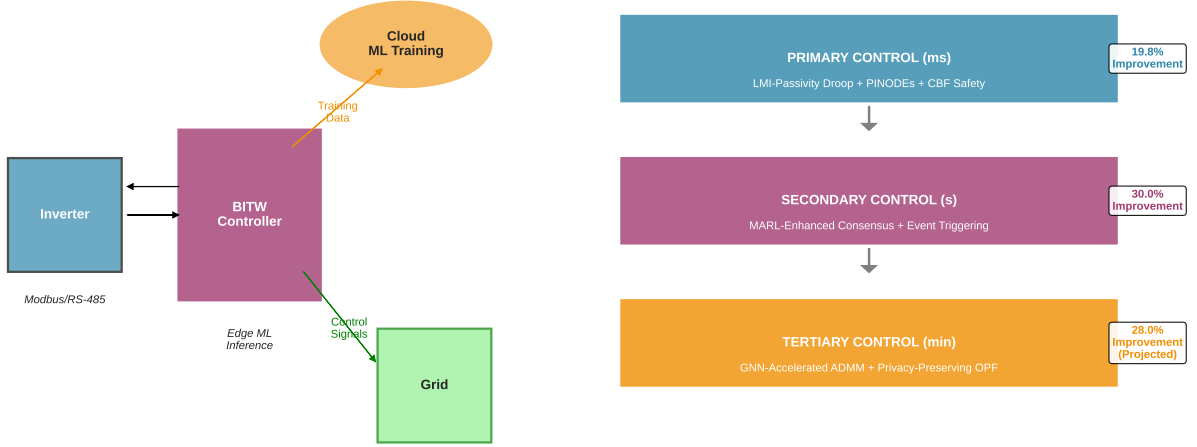 Cloud
ML Training
Training
Data
BITW
Controller
Inverter
Modbus/RS-485
Edge ML
Inference
Control
Signals
Grid
PRIMARY CONTROL (ms)
LMI-Passivity Droop + PINODEs + CBF Safety
19.8%
Improvement
SECONDARY CONTROL (s)
MARL-Enhanced Consensus + Event Triggering
30.0%
Improvement
TERTIARY CONTROL (min)
GNN-Accelerated ADMM + Privacy-Preserving OPF
28.0%
Improvement
(Projected)